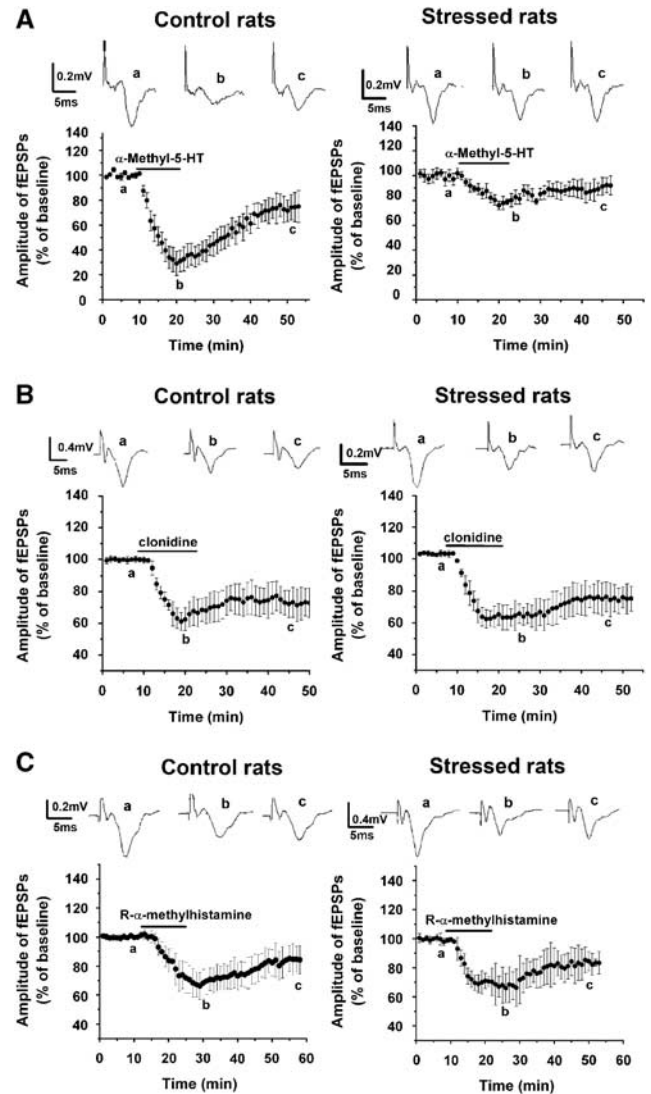 A
Control rats
Stressed rats
0.2mV
5ms
a
b
c
0.2mV
5ms
a
b
c
Amplitude of fEPSPs
(% of baseline)
140
120
100
80
60
40
20
0
α-Methyl-5-HT
a
b
c
0 10 20 30 40 50
Time (min)
Amplitude of fEPSPs
(% of baseline)
140
120
100
80
60
40
20
0
α-Methyl-5-HT
a
b
c
0 10 20 30 40 50
Time (min)
B
Control rats
Stressed rats
0.4mV
5ms
a
b
c
0.2mV
5ms
a
b
c
Amplitude of fEPSPs
(% of baseline)
140
120
100
80
60
40
clonidine
a
b
c
0 10 20 30 40 50
Time (min)
Amplitude of fEPSPs
(% of baseline)
140
120
100
80
60
40
clonidine
a
b
c
0 10 20 30 40 50
Time (min)
C
Control rats
Stressed rats
0.2mV
5ms
a
b
c
0.4mV
5ms
a
b
c
Amplitude of fEPSPs
(% of baseline)
140
120
100
80
60
40
R-α-methylhistamine
a
b
c
0 10 20 30 40 50 60
Time (min)
Amplitude of fEPSPs
(% of baseline)
140
120
100
80
60
40
R-α-methylhistamine
a
b
c
0 10 20 30 40 50 60
Time (min)